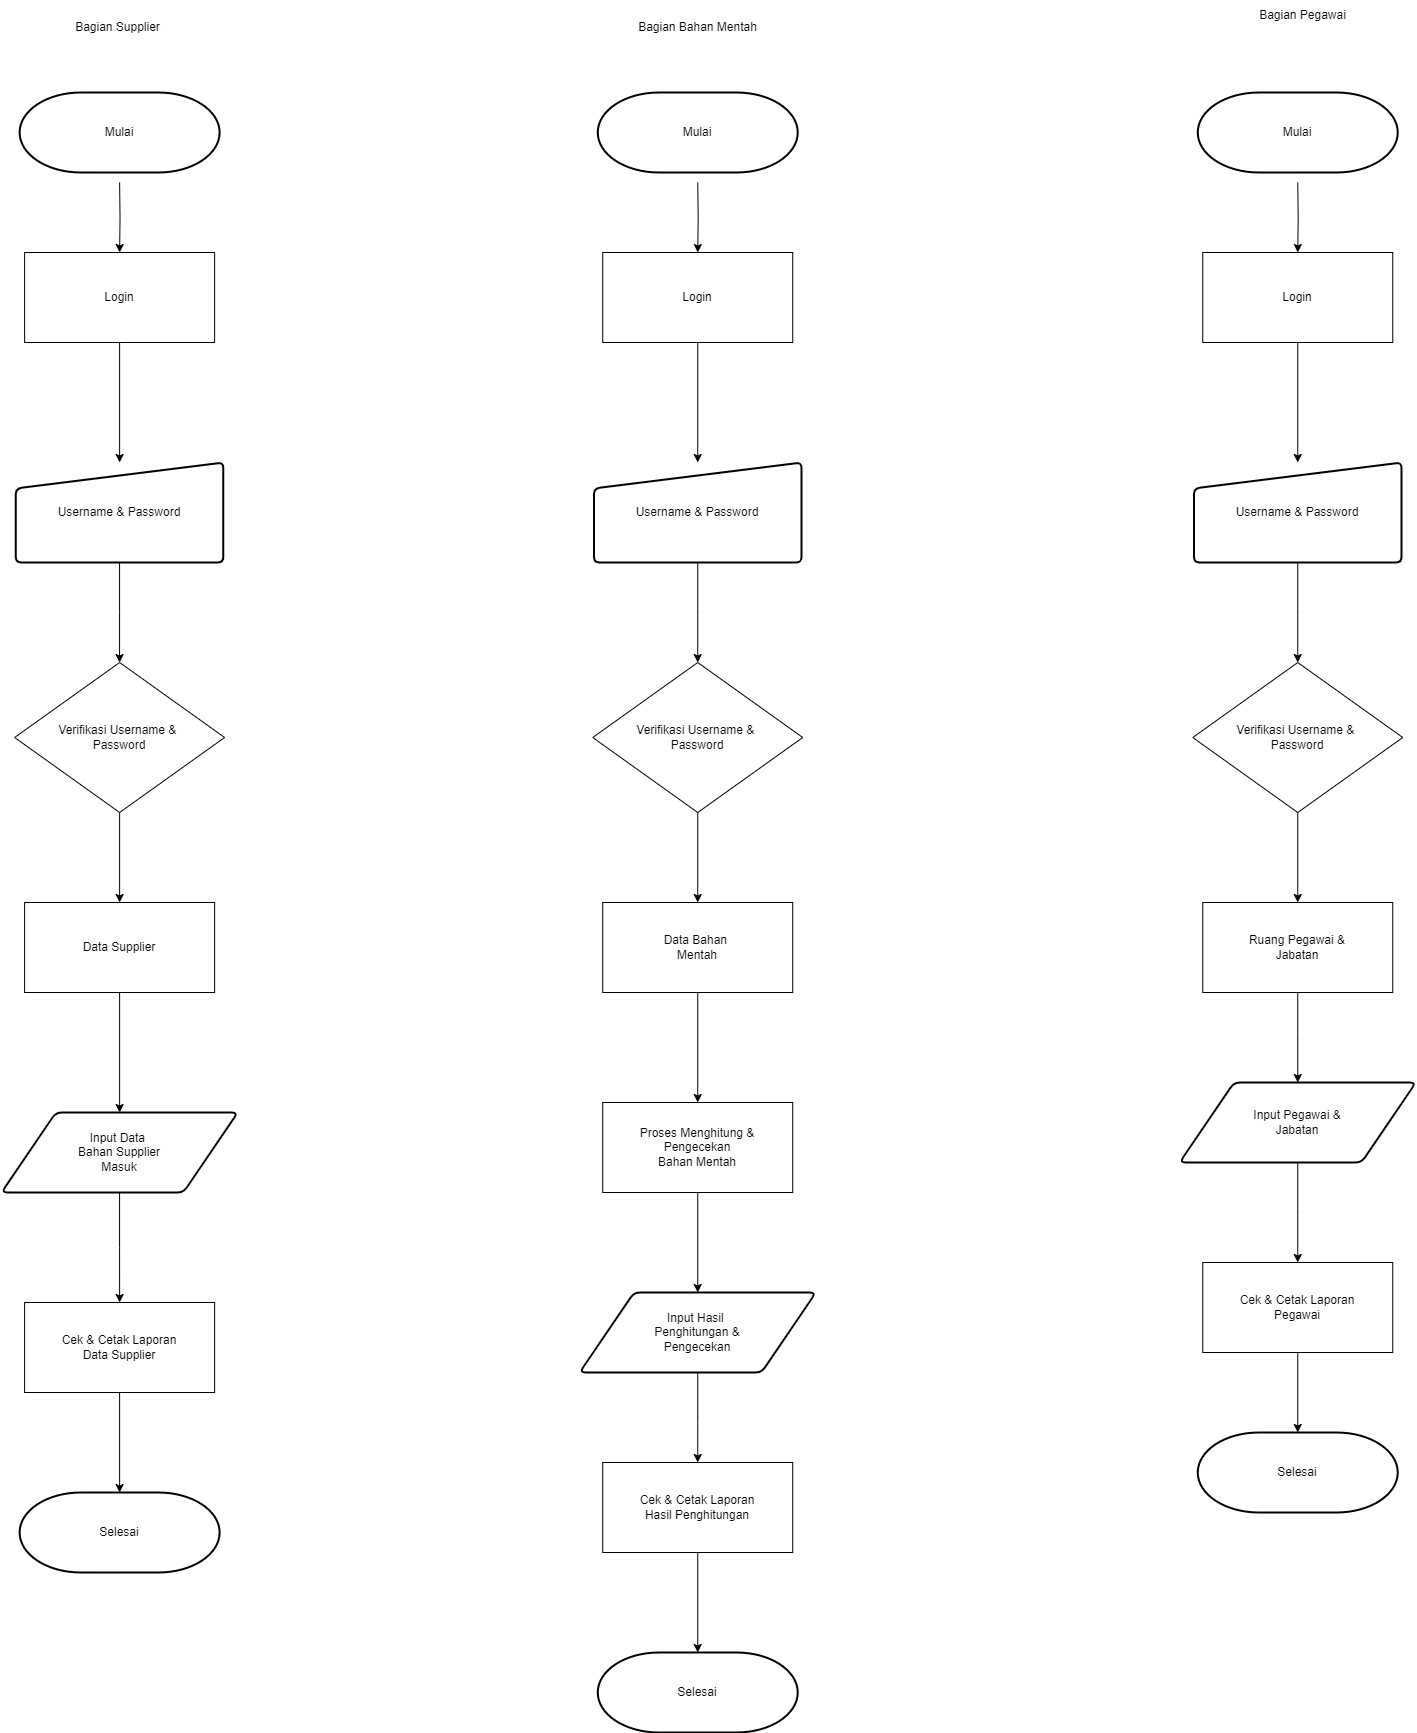 Bagian Supplier
Mulai
Login
Username & Password
Verifikasi Username &
Password
Data Supplier
Input Data
Bahan Supplier
Masuk
Cek & Cetak Laporan
Data Supplier
Selesai
Bagian Bahan Mentah
Mulai
Login
Username & Password
Verifikasi Username &
Password
Data Bahan
Mentah
Proses Menghitung &
Pengecekan
Bahan Mentah
Input Hasil
Penghitungan &
Pengecekan
Cek & Cetak Laporan
Hasil Penghitungan
Selesai
Bagian Pegawai
Mulai
Login
Username & Password
Verifikasi Username &
Password
Ruang Pegawai &
Jabatan
Input Pegawai &
Jabatan
Cek & Cetak Laporan
Pegawai
Selesai